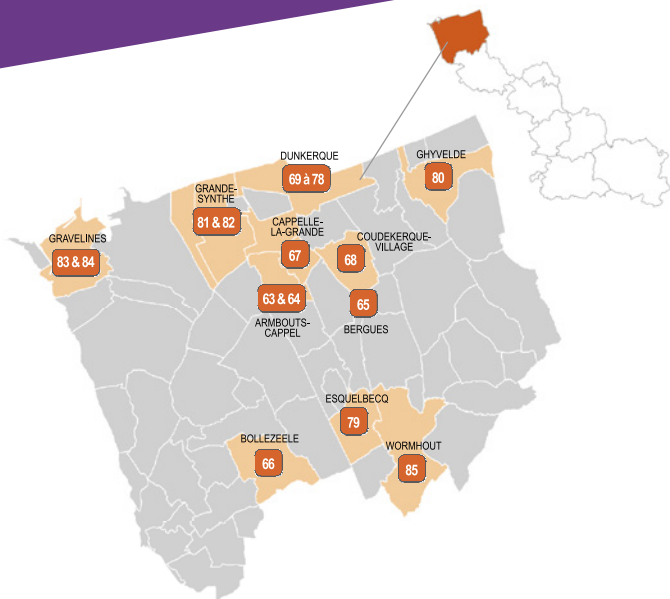 DUNKERQUE
69 à 78
GHYVELDE
80
GRANDE-
SYNTHE
81 & 82
CAPPELLE-
LA-GRANDE
67
COUDEKERQUE-
VILLAGE
68
GRAVELINES
83 & 84
63 & 64
ARMBOUTS-
CAPPEL
65
BERGUES
ESQUELBECQ
79
BOLLEZEELE
66
WORMHOUT
85